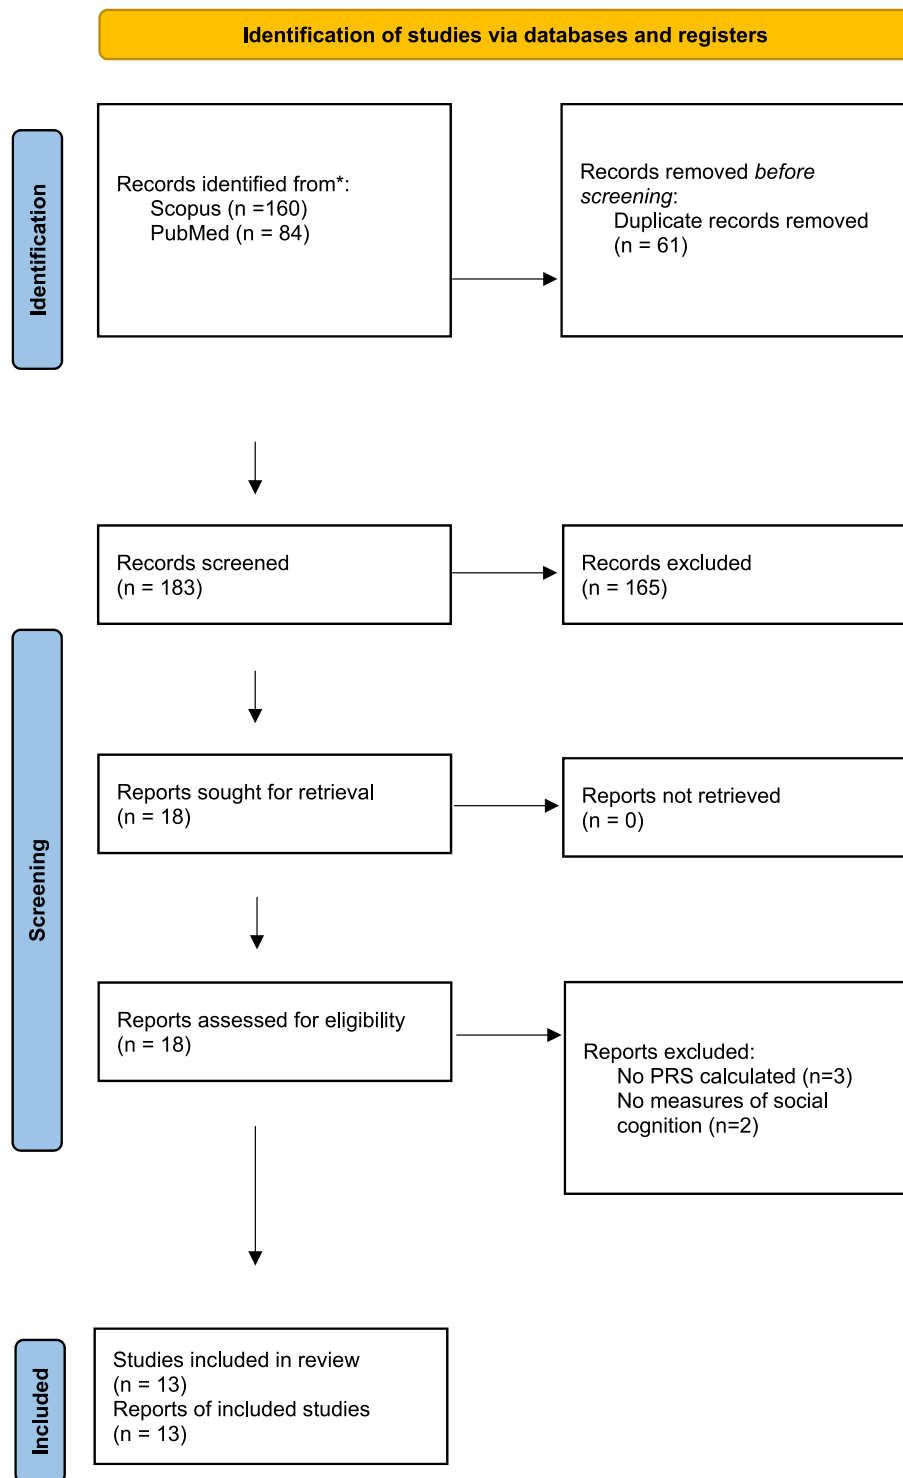 Identification of studies via databases and registers
Identification
Records identified from*:
Scopus (n =160)
PubMed (n = 84)
Records removed before
screening:
Duplicate records removed
(n = 61)
Records screened
(n = 183)
Records excluded
(n = 165)
Screening
Reports sought for retrieval
(n = 18)
Reports not retrieved
(n = 0)
Reports assessed for eligibility
(n = 18)
Reports excluded:
No PRS calculated (n=3)
No measures of social
cognition (n=2)
Included
Studies included in review
(n = 13)
Reports of included studies
(n = 13)